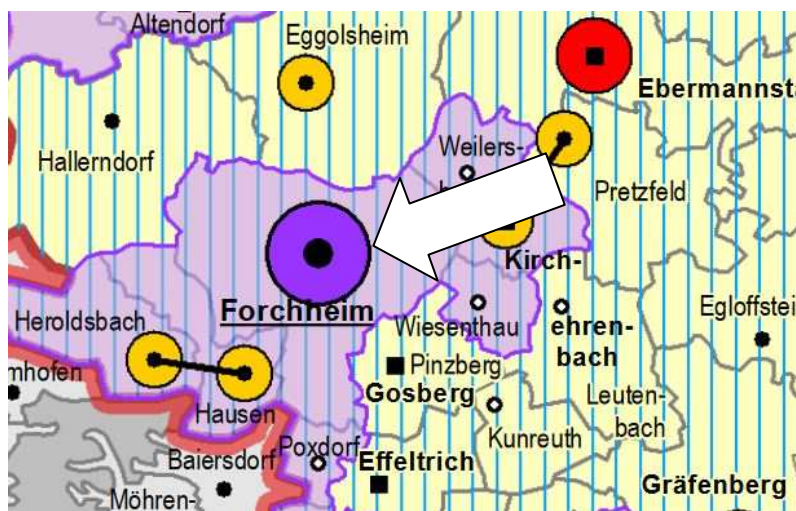 Altendorf
Eggolsheim
Ebermannsta
Weilers-
Hallerndorf
Pretzfeld
Kirch-
Forchheim
Heroldsbach
Wiesenthau
ehren-
bach
Egloffstei
mhofen
Pinzberg
Gosberg
Leuten-
bach
Hausen
Kunreuth
Poxdorf
Baiersdorf
Effeltrich
Möhren-
Gräfenberg